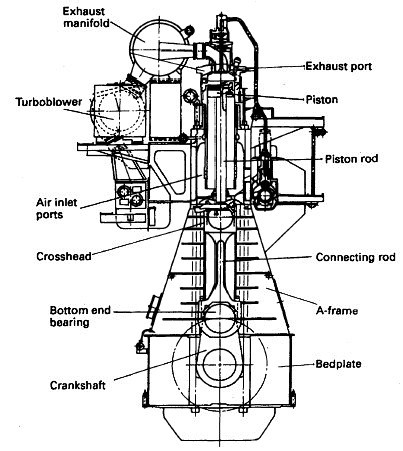 Exhaust
manifold
Exhaust port
Turboblower
Piston
Piston rod
Air inlet
ports
Crosshead
Connecting rod
Bottom end
bearing
A-frame
Bedplate
Crankshaft